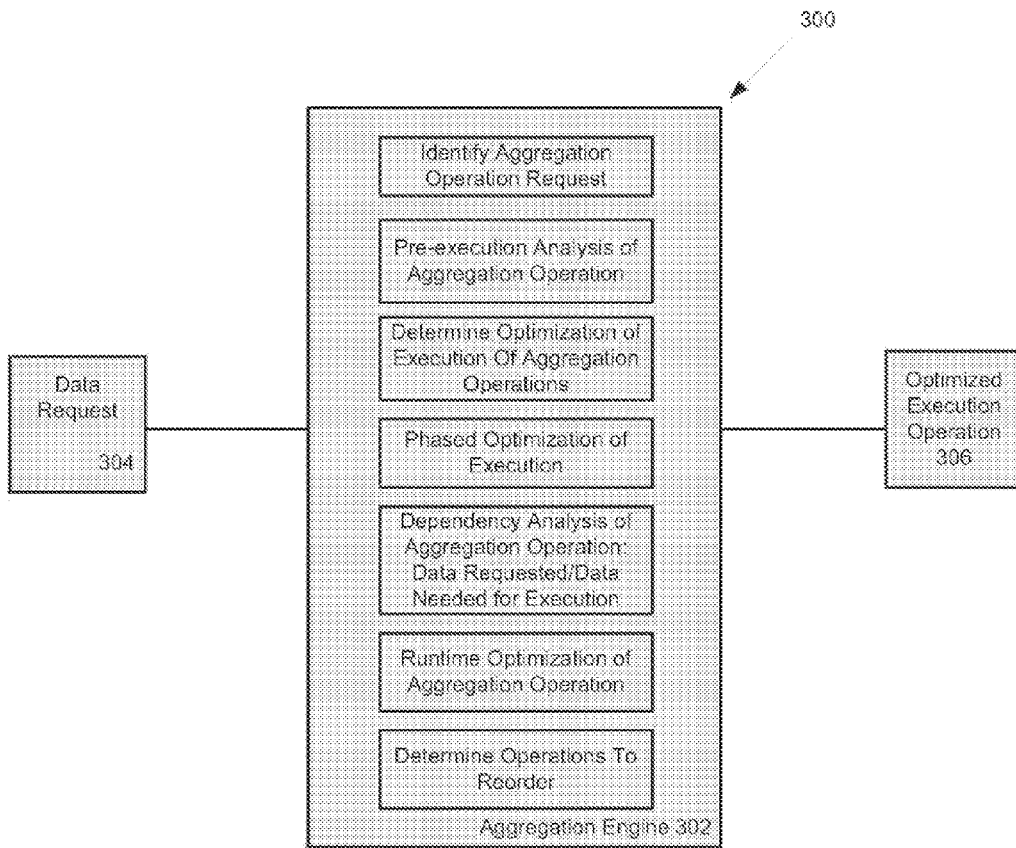 300
Identify Aggregation
Operation Request
Pre-execution Analysis of
Aggregation Operation
Determine Optimization of
Execution Of Aggregation
Operations
Phased Optimization of
Execution
Dependency Analysis of
Aggregation Operation:
Data Requested/Data
Needed for Execution
Runtime Optimization of
Aggregation Operation
Determine Operations To
Reorder
Aggregation Engine 302
Data
Request
304
Optimized
Execution
Operation
306